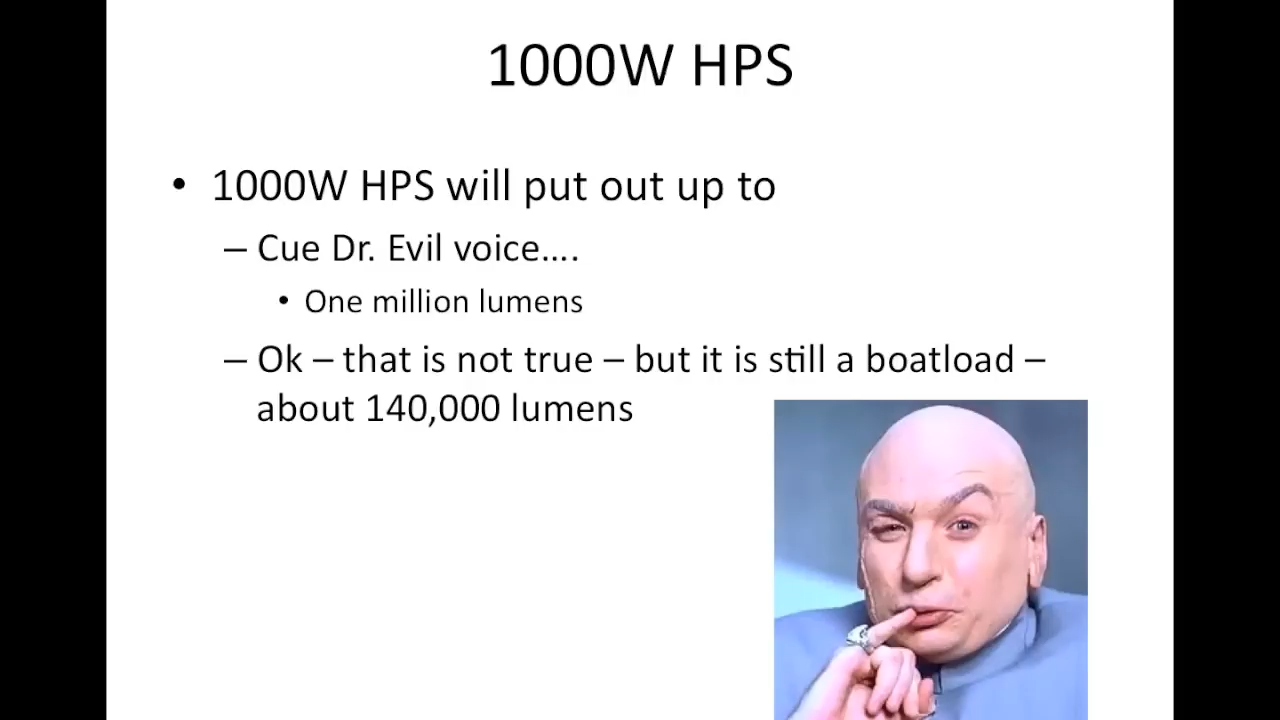 1000W HPS
• 1000W HPS will put out up to
– Cue Dr. Evil voice….
• One million lumens
– Ok – that is not true – but it is still a boatload –
about 140,000 lumens